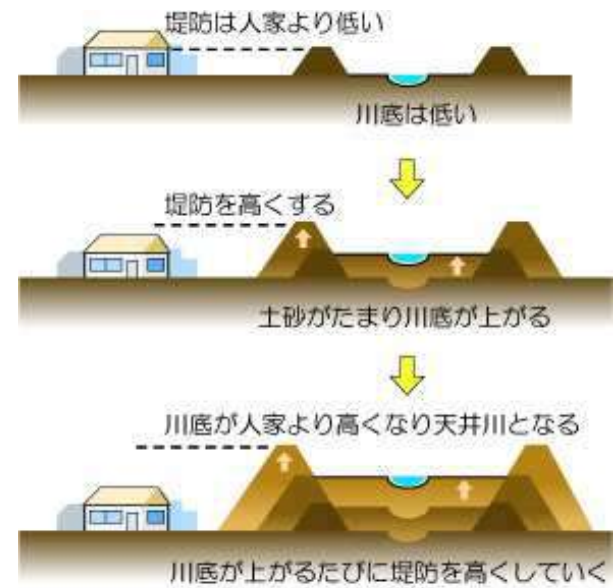 堤防は人家より低い
川底は低い
堤防を高くする
土砂がたまり川底が上がる
川底が人家より高くなり天井川となる
川底が上がるたびに堤防を高くしていく